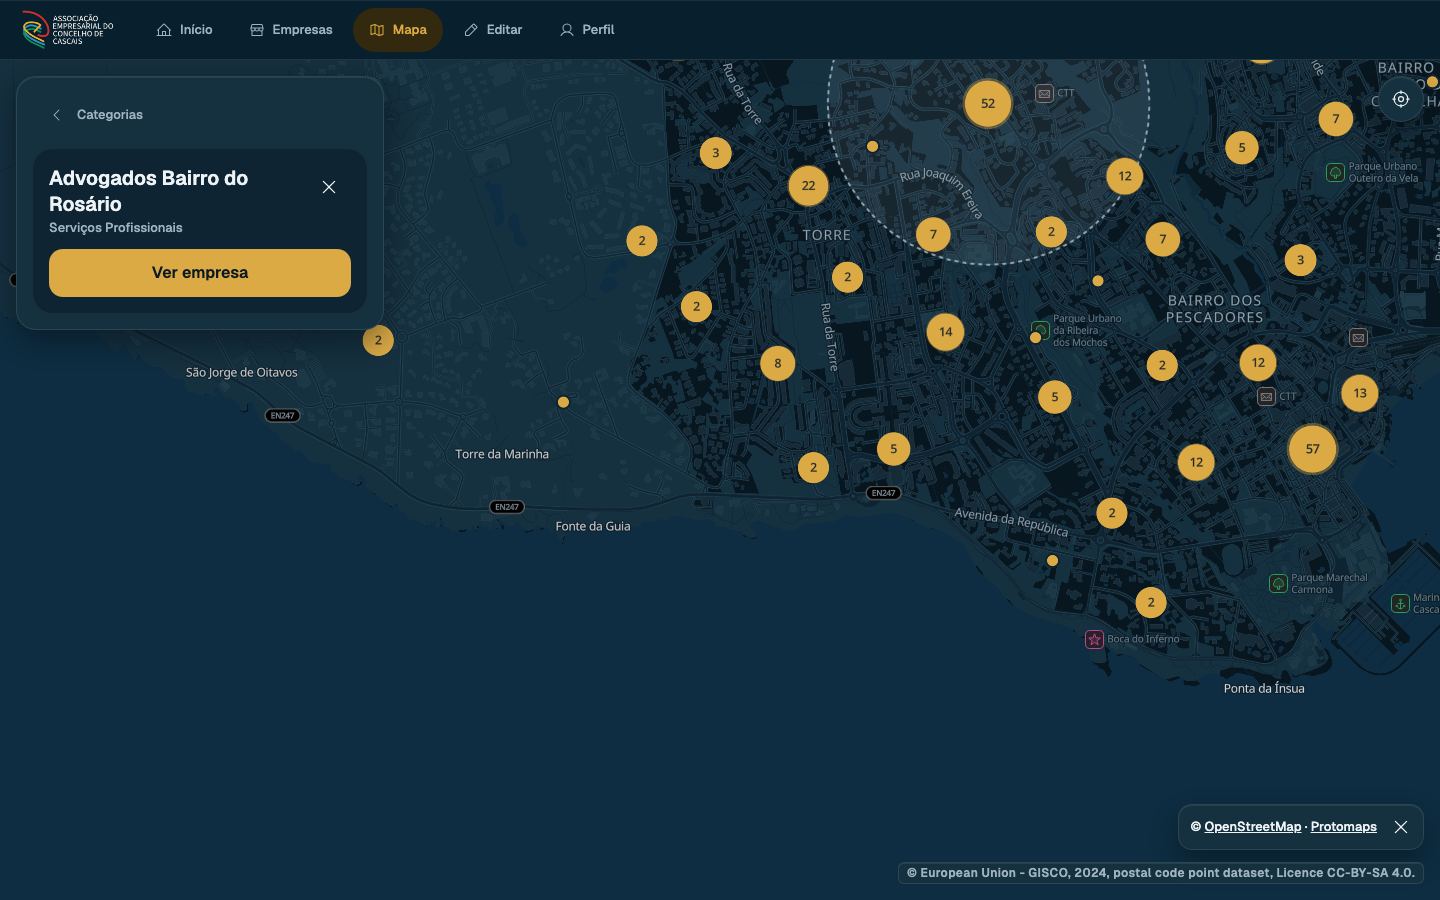 ASSOCIAÇÃO
EMPRESARIAL DO
CONCELHO DE
CASCAIS
Início
Empresas
Mapa
Editar
Perfil
Categorias
Advogados Bairro do
Rosário
Serviços Profissionais
Ver empresa
Rua da Torre
52
CTT
BAIRRO
7
3
5
22
12
Parque Urbano
Outeiro da Vela
Rua Joaquim Ereira
2
TORRE
7
2
7
3
2
2
BAIRRO DOS
PESCADORES
Rua da Torre
14
Parque Urbano
da Ribeira
dos Mochos
2
8
2
12
São Jorge de Oitavos
5
CTT
13
EN247
Torre da Marinha
2
5
12
57
EN247
EN247
Fonte da Guia
Avenida da República
2
Parque Marechal
Carmona
2
Boca do Inferno
Ponta da Ínsua
© OpenStreetMap · Protomaps
© European Union - GISCO, 2024, postal code point dataset, Licence CC-BY-SA 4.0.